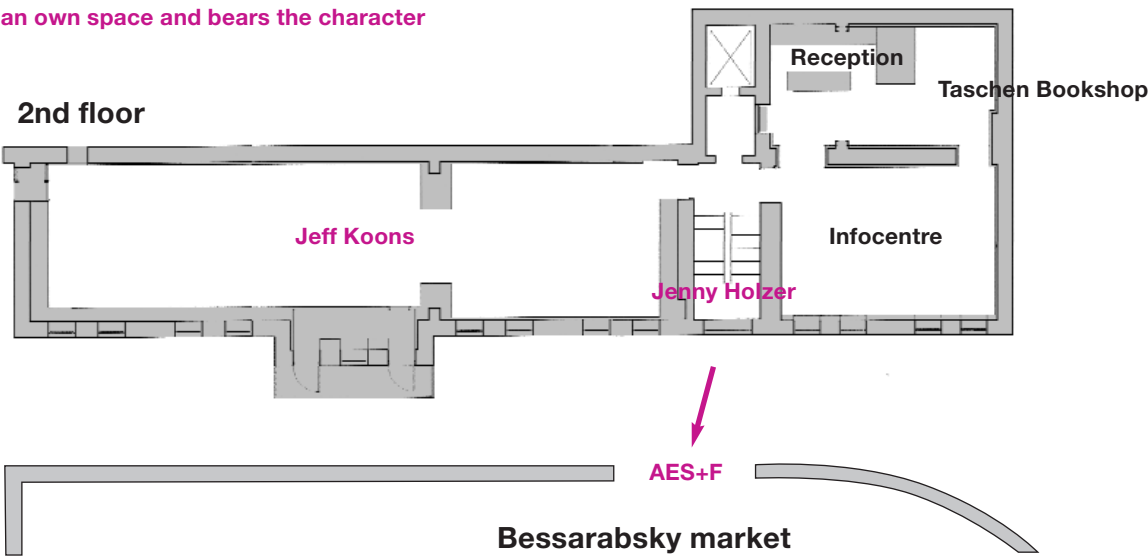 an own space and bears the character
Reception
Taschen Bookshop
2nd floor
Jeff Koons
Infocentre
Jenny Holzer
AES+F
Bessarabsky market